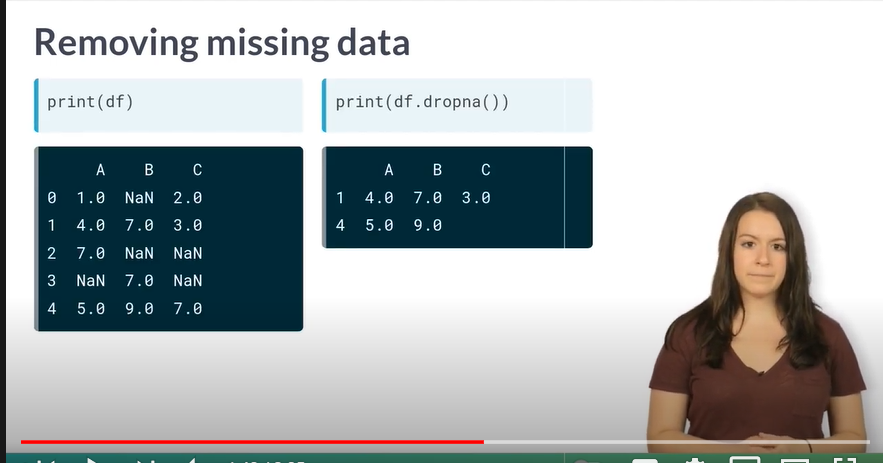 Removing missing data
print(df)
A B C
0 1.0 NaN 2.0
1 4.0 7.0 3.0
2 7.0 NaN NaN
3 NaN 7.0 NaN
4 5.0 9.0 7.0
print(df.dropna())
A B C
1 4.0 7.0 3.0
4 5.0 9.0